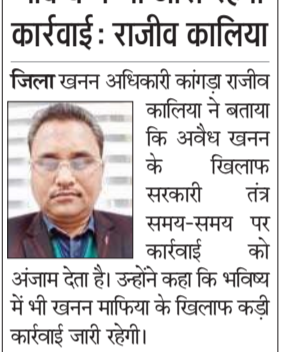 कार्रवाई : राजीव कालिया
जिला खनन अधिकारी कांगड़ा राजीव
कालिया ने बताया
कि अवैध खनन
के खिलाफ
सरकारी तंत्र
समय-समय पर
कार्रवाई को
अंजाम देता है। उन्होंने कहा कि भविष्य
में भी खनन माफिया के खिलाफ कड़ी
कार्रवाई जारी रहेगी।